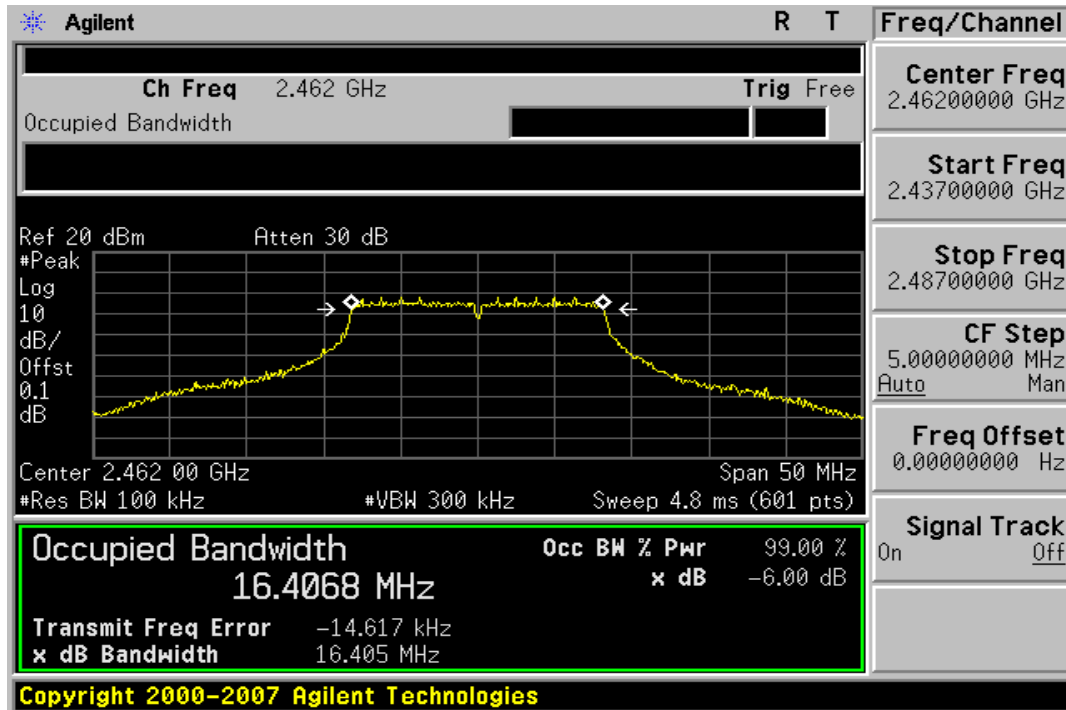 Agilent
R T
Freq/Channel
Ch Freq 2.462 GHz
Trig Free
Occupied Bandwidth
Center Freq
2.46200000 GHz
Start Freq
2.43700000 GHz
Stop Freq
2.48700000 GHz
CF Step
5.00000000 MHz
Auto Man
Freq Offset
0.00000000 Hz
Signal Track
On Off
Ref 20 dBm
Atten 30 dB
#Peak
Log
10
dB/
Offst
0.1
dB
Center 2.462 00 GHz
Span 50 MHz
#Res BW 100 kHz
#VBW 300 kHz
Sweep 4.8 ms (601 pts)
Occupied Bandwidth
16.4068 MHz
Occ BW % Pwr 99.00 %
x dB -6.00 dB
Transmit Freq Error -14.617 kHz
x dB Bandwidth 16.405 MHz
Copyright 2000-2007 Agilent Technologies